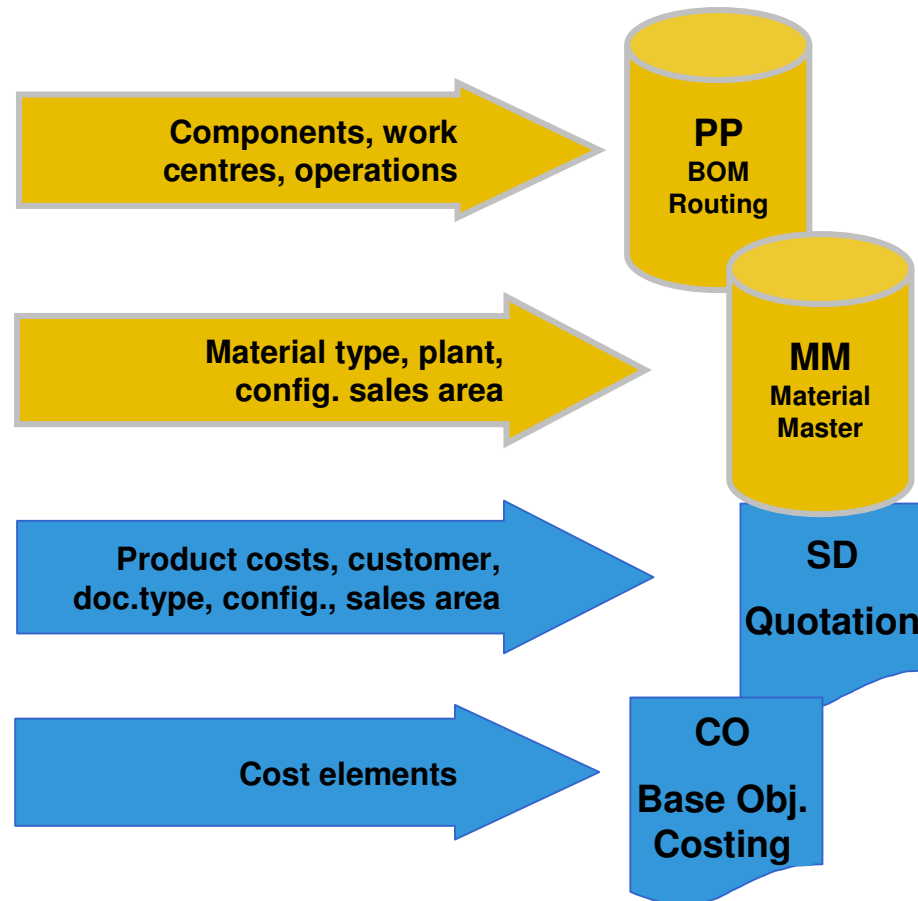 Components, work
centres, operations
PP
BOM
Routing
Material type, plant,
config. sales area
MM
Material
Master
Product costs, customer,
doc.type, config., sales area
SD
Quotation
Cost elements
CO
Base Obj.
Costing